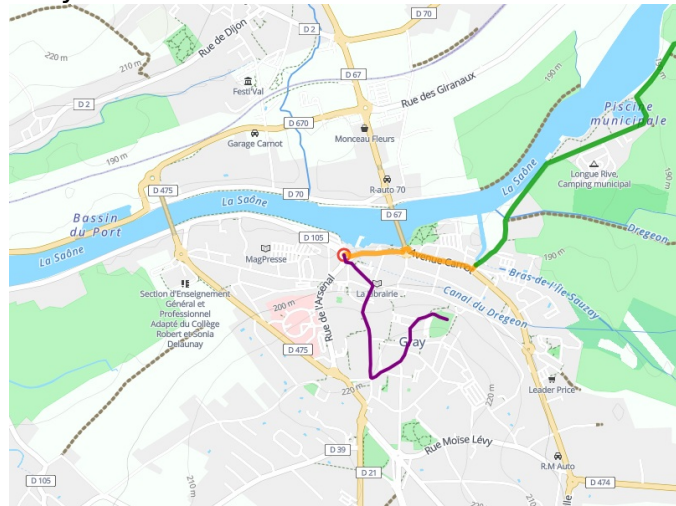 D 70
Rue de Dijon
D 2
220 m
210 m
D 67
190 m
Festi'Val
Rue des Giranaux
D 2
Piscine
municipale
D 670
Garage Carnot
Monceau Fleurs
190 m
La Saône
Longue Rive,
Camping municipal
190 m
D 475
R-auto 70
D 70
La Saône
Bassin
du Port
D 67
Dregeon
D 105
La Saône
MagPresse
Avenue Carnot
190 m
Bras-de-l'Île-Sauzay
Section d'Enseignement
Général et
Professionnel
Adapté du Collège
Robert et Sonia
Delaunay
200 m
Rue de l'Arsenal
La Librairie ...
Canal du Dregeon
D 475
Gray
220 m
220 m
Leader Price
Rue Moïse Lévy
D 39
R.M Auto
D 21
D 105
210 m
210 m
D 474